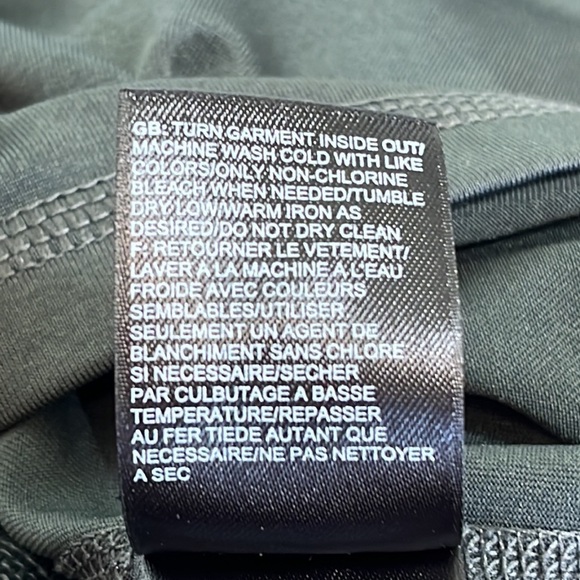 GB: TURN GARMENT INSIDE OUT/
MACHINE WASH COLD WITH LIKE
COLORS/ONLY NON-CHLORINE
BLEACH WHEN NEEDED/TUMBLE
DRY LOW/WARM IRON AS
DESIRED/DO NOT DRY CLEAN
F: RETOURNER LE VETEMENT/
LAVER A LA MACHINE A L'EAU
FROIDE AVEC COULEURS
SEMBLABLES/UTILISER
SEULEMENT UN AGENT DE
BLANCHIMENT SANS CHLORE
SI NECESSAIRE/SECHER
PAR CULBUTAGE A BASSE
TEMPERATURE/REPASSER
AU FER TIEDE AUTANT QUE
NECESSAIRE/NE PAS NETTOYER
A SEC